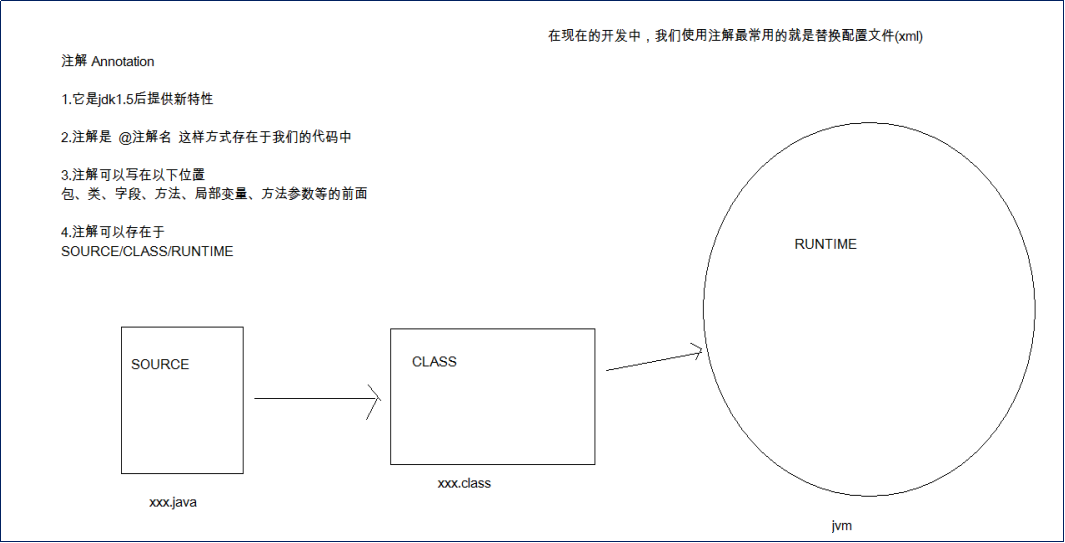 在现在的开发中，我们使用注解最常用的就是替换配置文件(xml)
注解 Annotation
1.它是jdk1.5后提供新特性
2.注解是 @注解名 这样方式存在于我们的代码中
3.注解可以写在以下位置
包、类、字段、方法、局部变量、方法参数等的前面
4.注解可以存在于
SOURCE/CLASS/RUNTIME
RUNTIME
SOURCE
CLASS
xxx.java
xxx.class
jvm